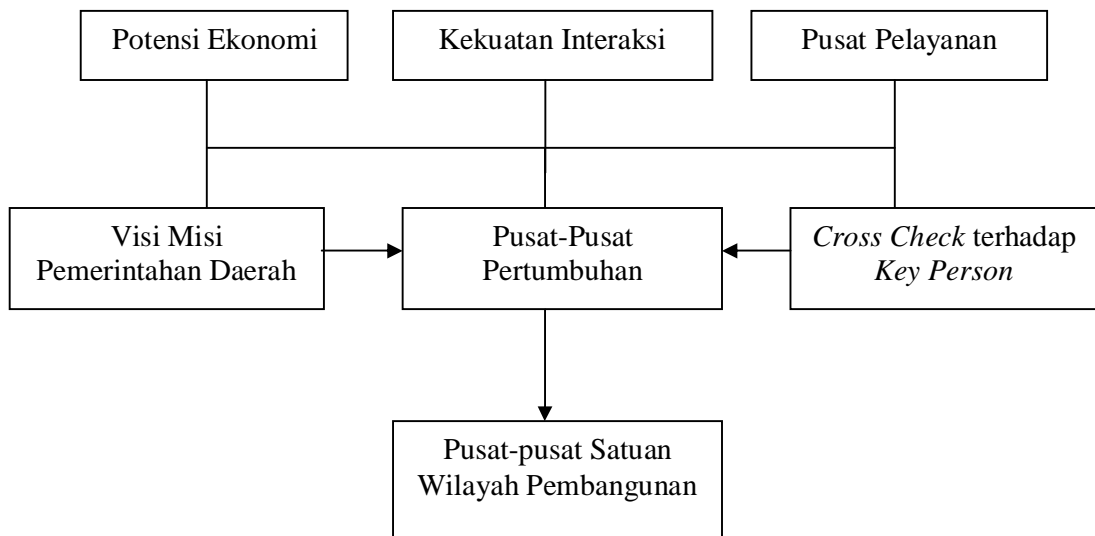 Potensi Ekonomi
Kekuatan Interaksi
Pusat Pelayanan
Visi Misi
Pemerintahan Daerah
Pusat-Pusat
Pertumbuhan
Cross Check terhadap
Key Person
Pusat-pusat Satuan
Wilayah Pembangunan